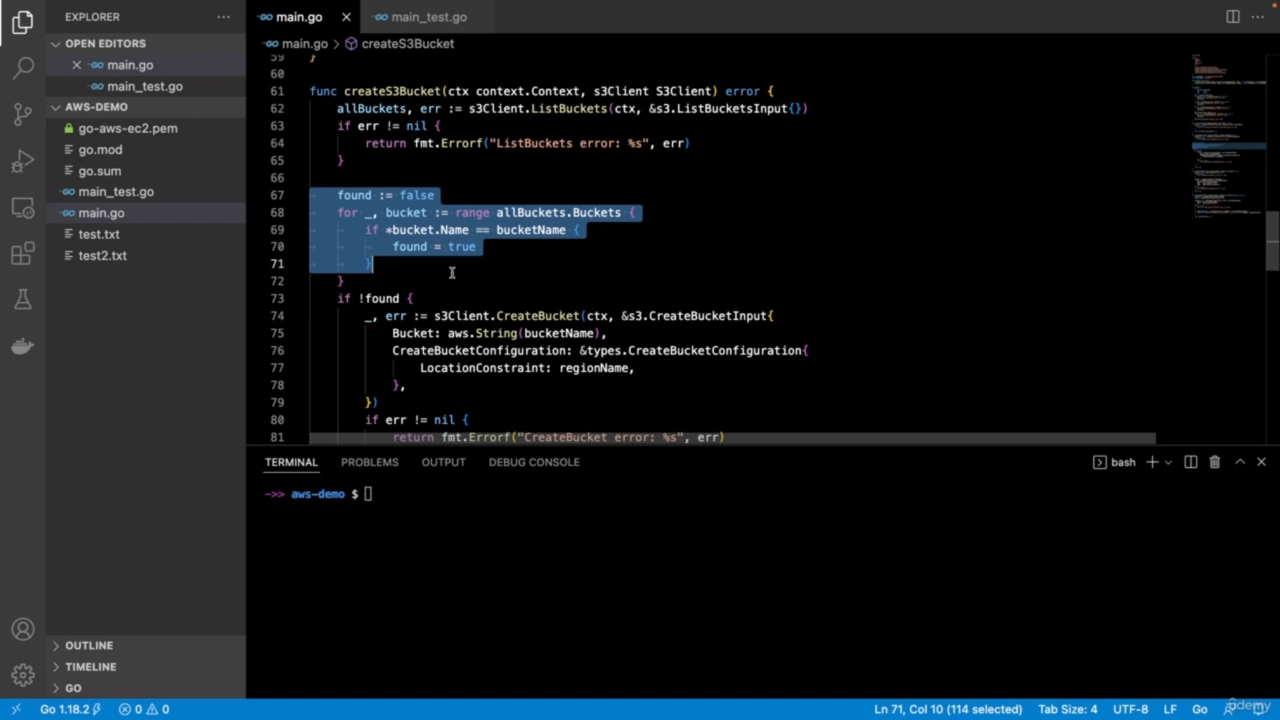 EXPLORER
OPEN EDITORS
main.go
main_test.go
AWS-DEMO
go-aws-ec2.pem
go.mod
go.sum
main_test.go
main.go
test.txt
test2.txt
OUTLINE
TIMELINE
GO
main.go
main_test.go
main.go > createS3Bucket
59 }
60
61 func createS3Bucket(ctx context.Context, s3Client S3Client) error {
62 allBuckets, err := s3Client.ListBuckets(ctx, &s3.ListBucketsInput{})
63 if err != nil {
64 return fmt.Errorf("ListBuckets error: %s", err)
65 }
66
67 found := false
68 for _, bucket := range allBuckets.Buckets {
69 if *bucket.Name == bucketName {
70 found = true
71 }
72 }
73 if !found {
74 _, err := s3Client.CreateBucket(ctx, &s3.CreateBucketInput{
75 Bucket: aws.String(bucketName),
76 CreateBucketConfiguration: &types.CreateBucketConfiguration{
77 LocationConstraint: regionName,
78 },
79 })
80 if err != nil {
81 return fmt.Errorf("CreateBucket error: %s", err)
TERMINAL PROBLEMS OUTPUT DEBUG CONSOLE
bash
->> aws-demo $
Go 1.18.2 0 0
Ln 71, Col 10 (114 selected) Tab Size: 4 UTF-8 LF Go
udemy